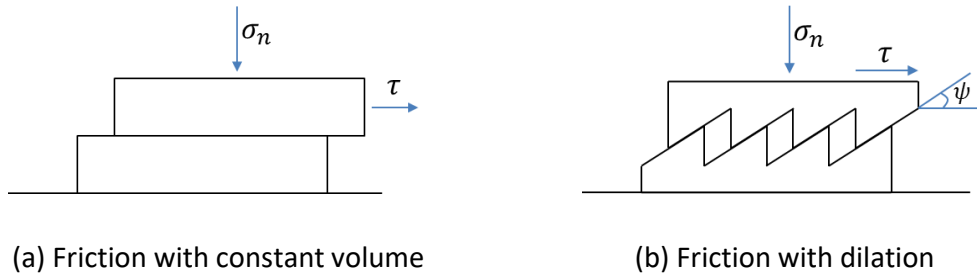 σₙ
τ
σₙ
τ
ψ
(a) Friction with constant volume
(b) Friction with dilation